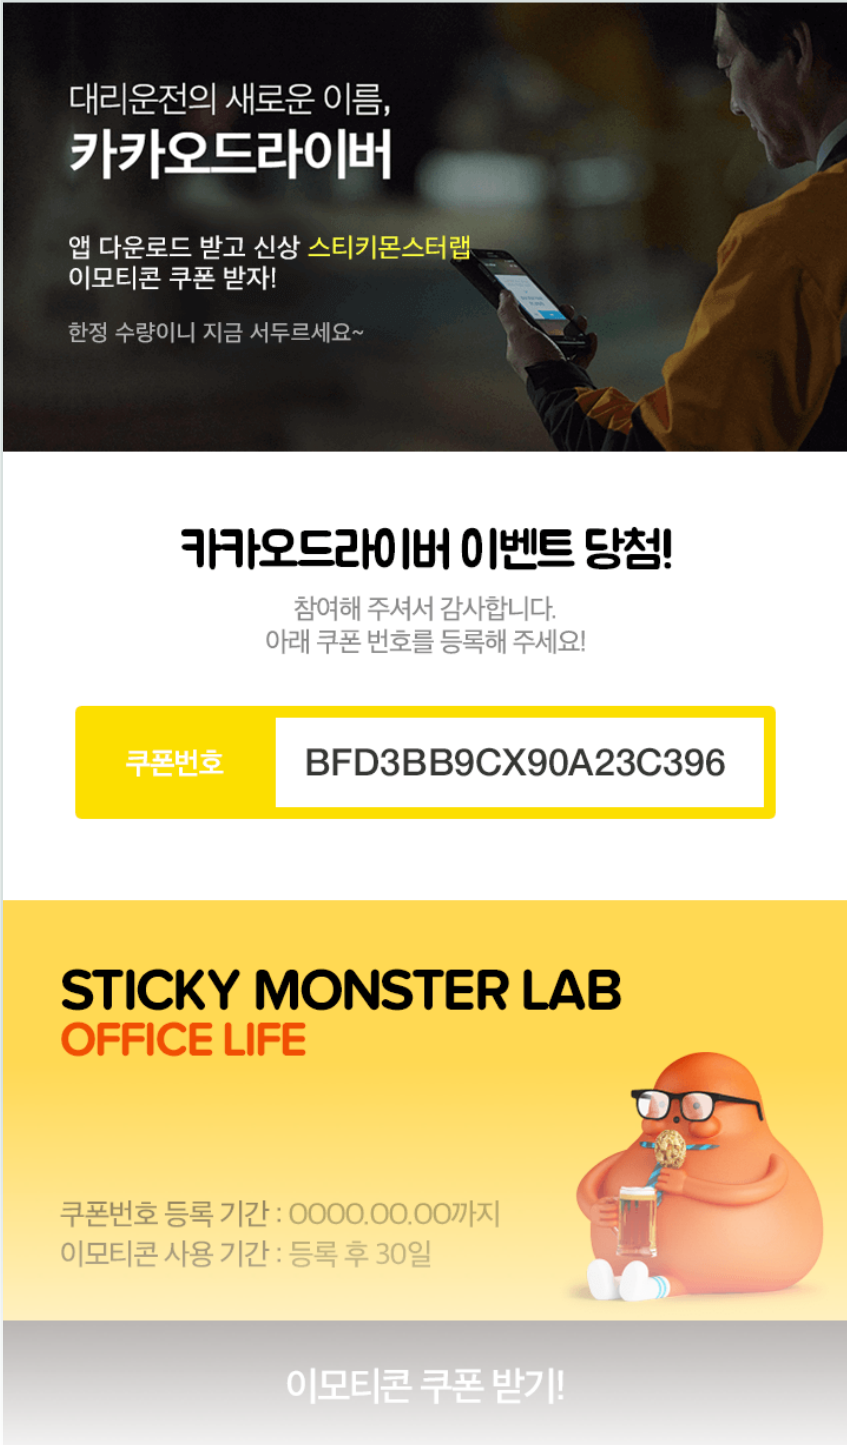 대리운전의 새로운 이름,
카카오드라이버
앱 다운로드 받고 신상 스티키몬스터랩
이모티콘 쿠폰 받자!
한정 수량이니 지금 서두르세요~
카카오드라이버 이벤트 당첨!
참여해 주셔서 감사합니다.
아래 쿠폰 번호를 등록해 주세요!
쿠폰번호 BFD3BB9CX90A23C396
STICKY MONSTER LAB
OFFICE LIFE
쿠폰번호 등록 기간 : 0000.00.00까지
이모티콘 사용 기간 : 등록 후 30일
이모티콘 쿠폰 받기!